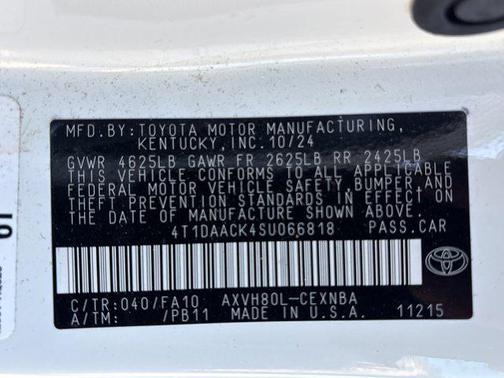 MFD.BY:TOYOTA MOTOR MANUFACTURING,
KENTUCKY,INC.10/24
GVWR 4625LB GAWR FR 2625LB RR 2425LB
THIS VEHICLE CONFORMS TO ALL APPLICABLE
FEDERAL MOTOR VEHICLE SAFETY,BUMPER,AND
THEFT PREVENTION STANDARDS IN EFFECT ON
THE DATE OF MANUFACTURE SHOWN ABOVE.
4T1DAACK4SU066818 PASS.CAR
C/TR:040/FA10 AXVH80L-CEXNBA
A/TM: /PB11 MADE IN U.S.A. 11215